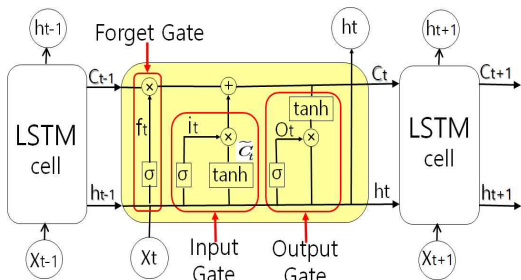 ht-1
Forget Gate
ht
ht+1
Ct-1
×
+
Ct
Ct+1
LSTM
cell
ft
it
×
C̃t
tanh
Ot
×
σ
σ
tanh
σ
LSTM
cell
ht-1
ht
ht+1
Xt-1
Xt
Input
Gate
Output
Gate
Xt+1